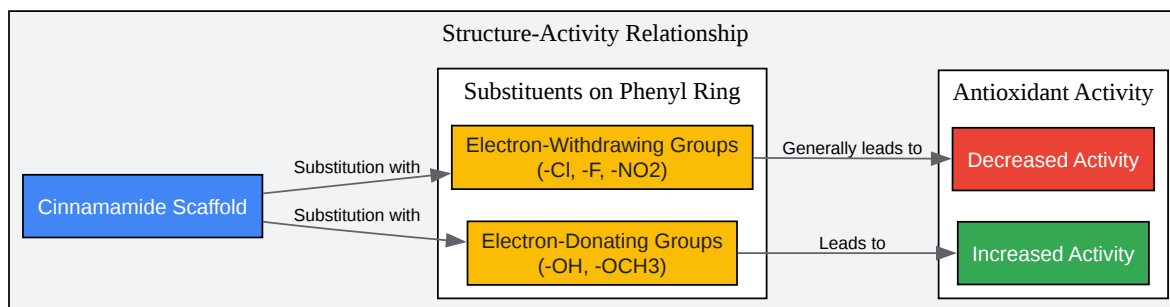 Structure-Activity Relationship
Substituents on Phenyl Ring
Antioxidant Activity
Cinnamamide Scaffold
Substitution with
Substitution with
Electron-Withdrawing Groups
(-Cl, -F, -NO2)
Generally leads to
Decreased Activity
Electron-Donating Groups
(-OH, -OCH3)
Leads to
Increased Activity